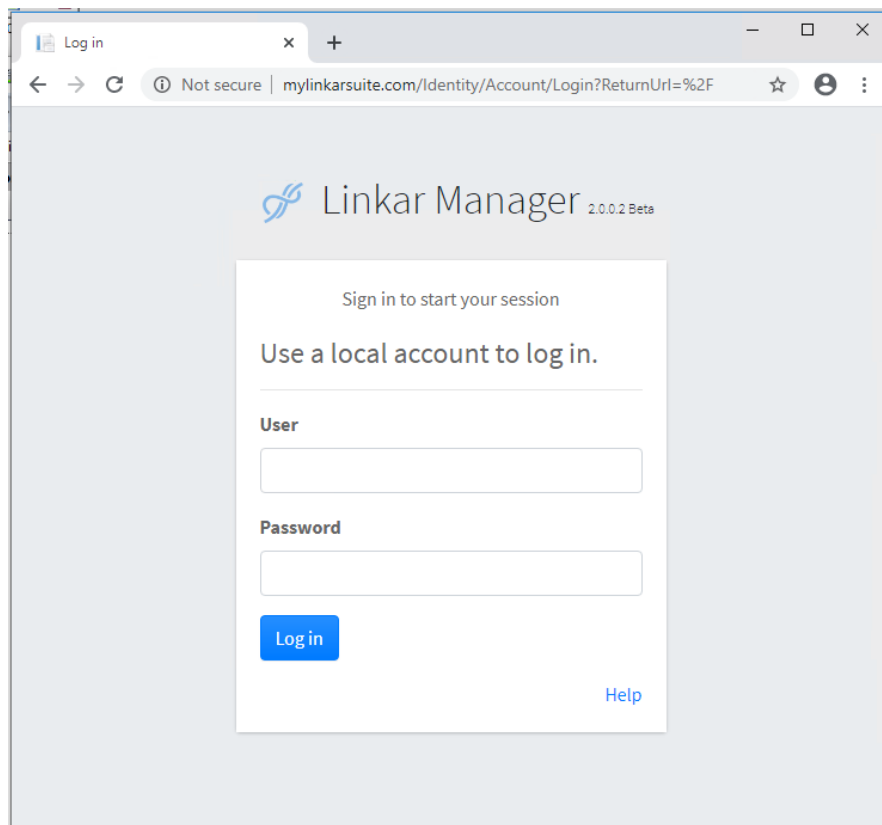 Log in
Not secure | mylinkarsuite.com/Identity/Account/Login?ReturnUrl=%2F
Linkar Manager 2.0.0.2 Beta
Sign in to start your session
Use a local account to log in.
User
Password
Log in
Help